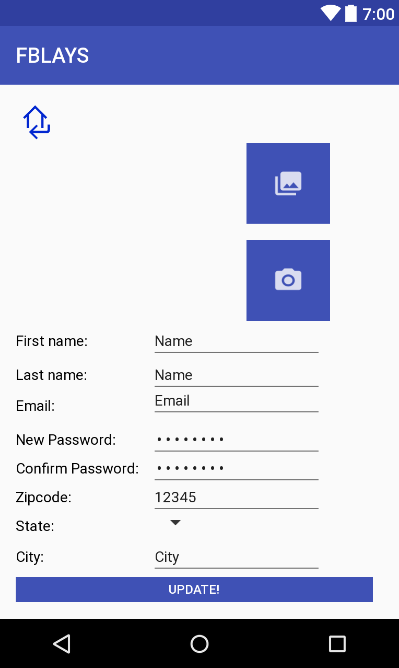 7:00
FBLAYS
First name: Name
Last name: Name
Email: Email
New Password: ••••••••
Confirm Password: ••••••••
Zipcode: 12345
State:
City: City
UPDATE!